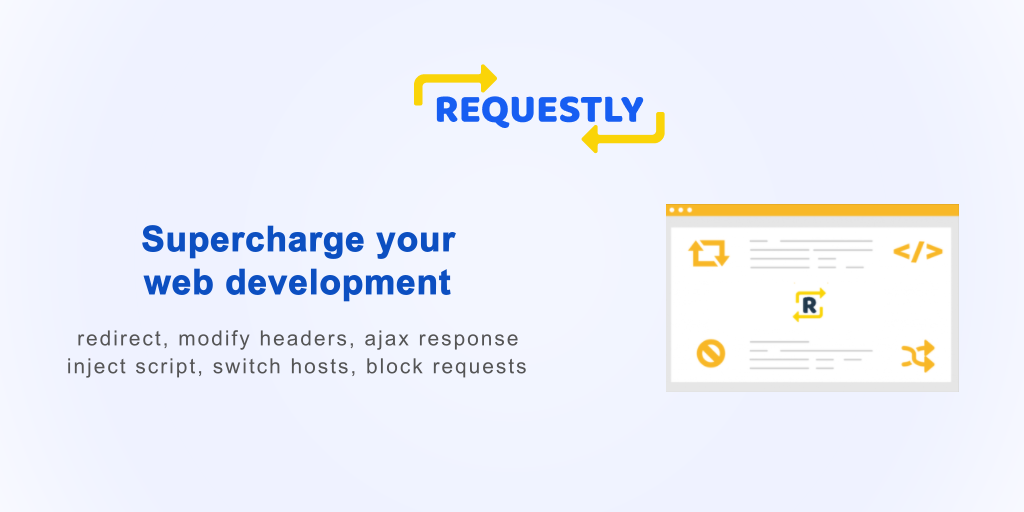 REQUESTLY
Supercharge your
web development
redirect, modify headers, ajax response
inject script, switch hosts, block requests
</>
R